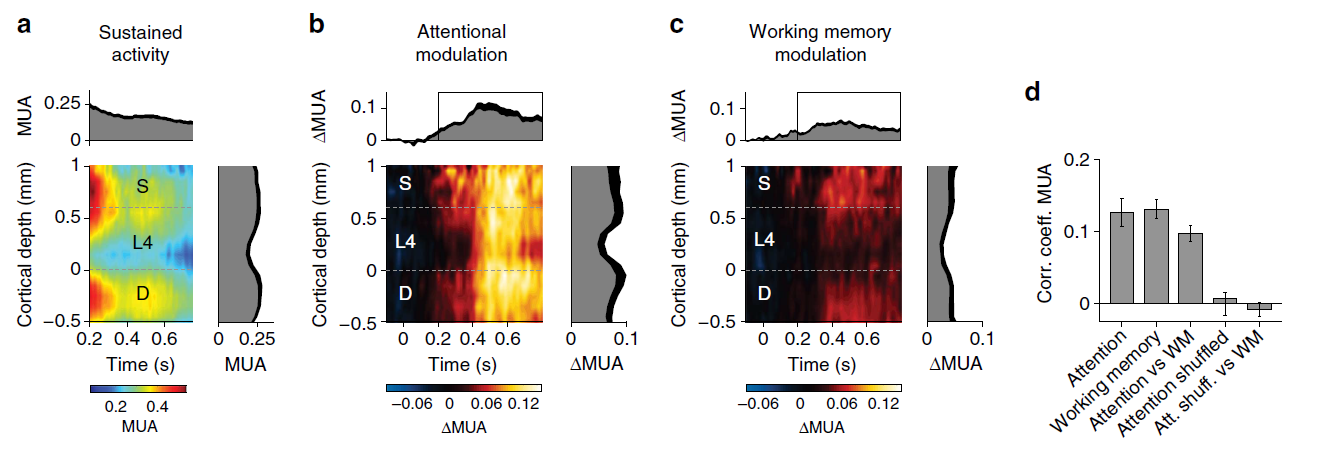 a
Sustained
activity
MUA
0.25
0
Cortical depth (mm)
1
0.5
0
−0.5
S
L4
D
0.2 0.4 0.6
Time (s)
0 0.25
MUA
0.2 0.4
MUA
b
Attentional
modulation
ΔMUA
0.1
0
Cortical depth (mm)
1
0.5
0
−0.5
S
L4
D
0 0.2 0.4 0.6
Time (s)
0 0.1
ΔMUA
−0.06 0 0.06 0.12
ΔMUA
c
Working memory
modulation
ΔMUA
0.1
0
Cortical depth (mm)
1
0.5
0
−0.5
S
L4
D
0 0.2 0.4 0.6
Time (s)
0 0.1
ΔMUA
−0.06 0 0.06 0.12
ΔMUA
d
Corr. coeff. MUA
0.2
0.1
0
Attention
Working memory
Attention vs WM
Attention shuffled
Att. shuff. vs WM